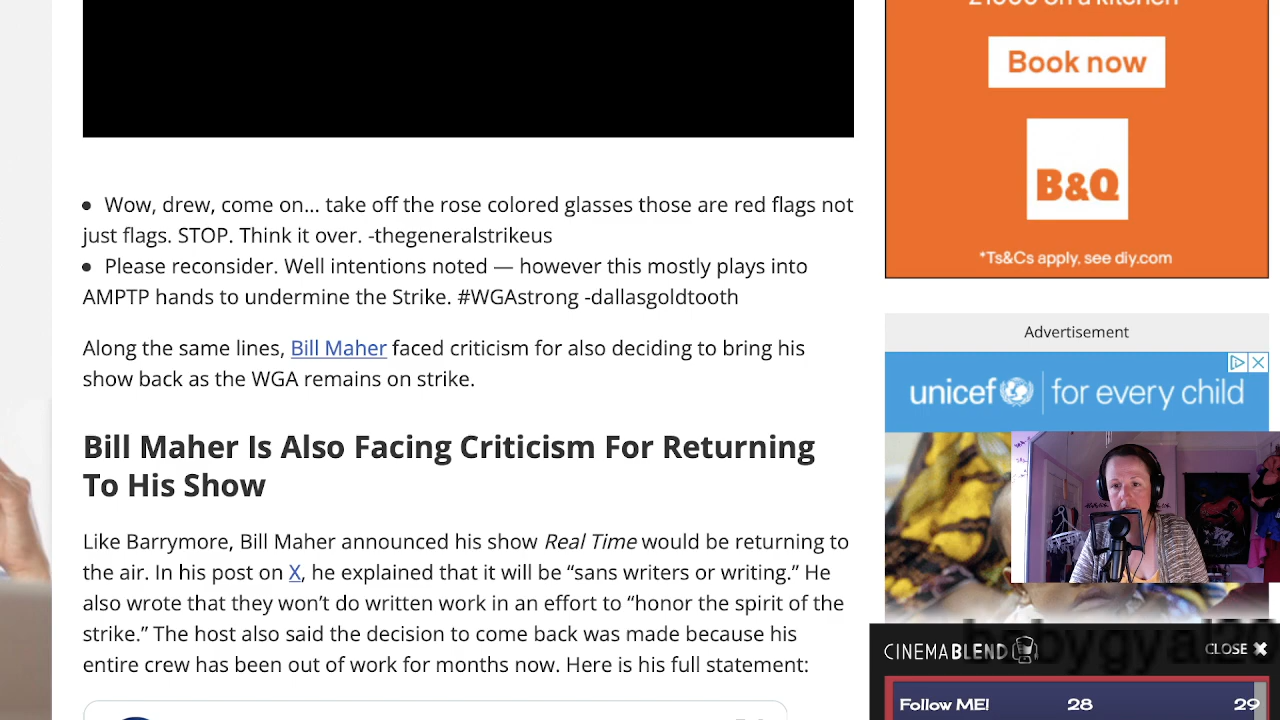 £1000 on a kitchen
Book now
B&Q
*Ts&Cs apply, see diy.com
● Wow, drew, come on... take off the rose colored glasses those are red flags not
just flags. STOP. Think it over. -thegeneralstrikeus
● Please reconsider. Well intentions noted — however this mostly plays into
AMPTP hands to undermine the Strike. #WGAstrong -dallasgoldtooth
Along the same lines, Bill Maher faced criticism for also deciding to bring his
show back as the WGA remains on strike.
Bill Maher Is Also Facing Criticism For Returning
To His Show
Like Barrymore, Bill Maher announced his show Real Time would be returning to
the air. In his post on X, he explained that it will be “sans writers or writing.” He
also wrote that they won’t do written work in an effort to “honor the spirit of the
strike.” The host also said the decision to come back was made because his
entire crew has been out of work for months now. Here is his full statement:
Advertisement
unicef for every child
CINEMABLEND
CLOSE ✖
Follow ME! 28 29